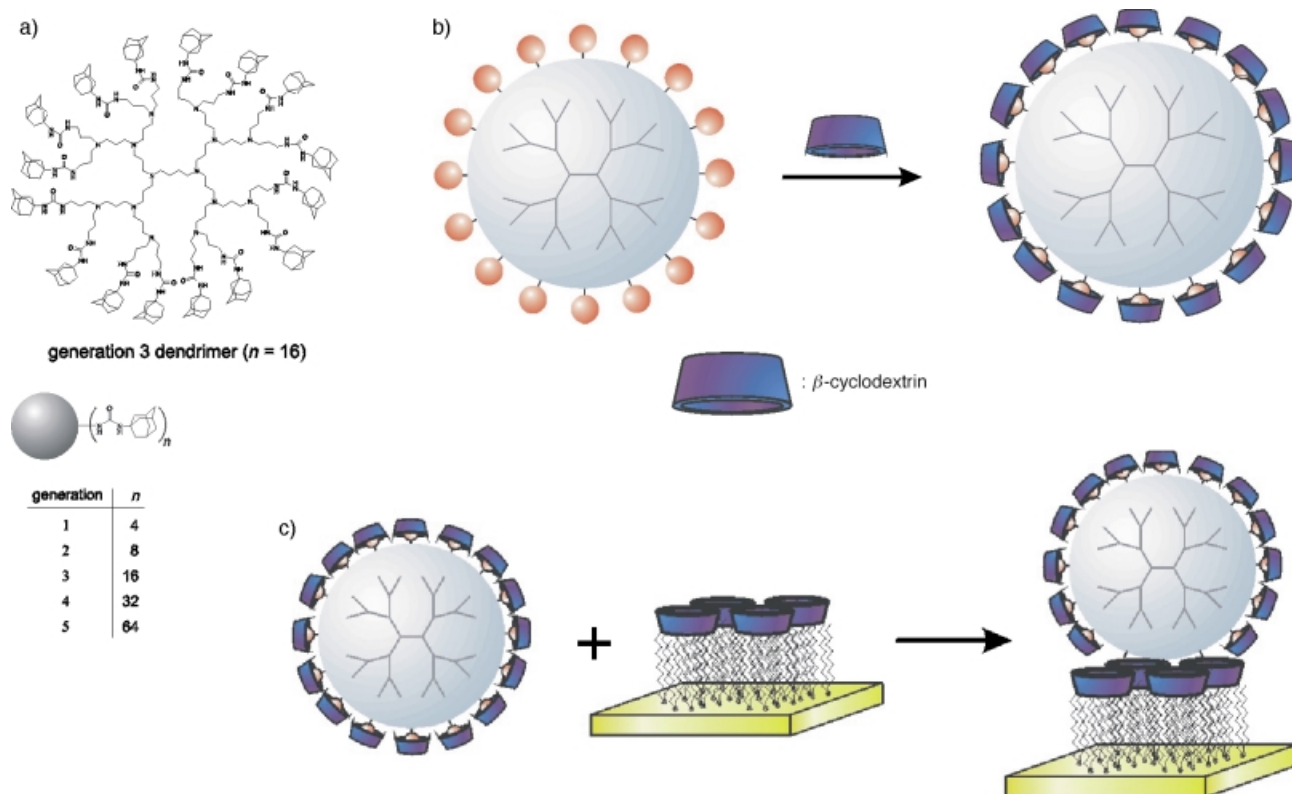 a)
b)
generation 3 dendrimer (n = 16)
: β-cyclodextrin
n
generation n
1 4
2 8
3 16
4 32
5 64
c)